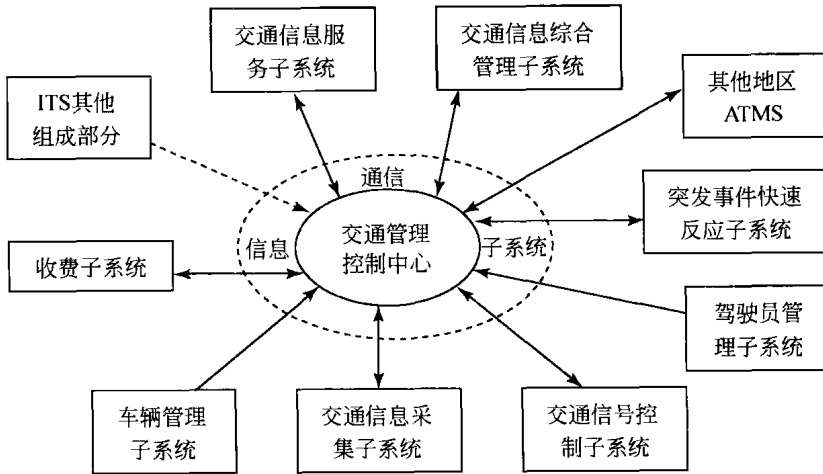 交通信息服
务子系统
交通信息综合
管理子系统
其他地区
ATMS
ITS其他
组成部分
通信
突发事件快速
反应子系统
信息
交通管理
控制中心
子系统
收费子系统
驾驶员管
理子系统
车辆管理
子系统
交通信息采
集子系统
交通信号控
制子系统